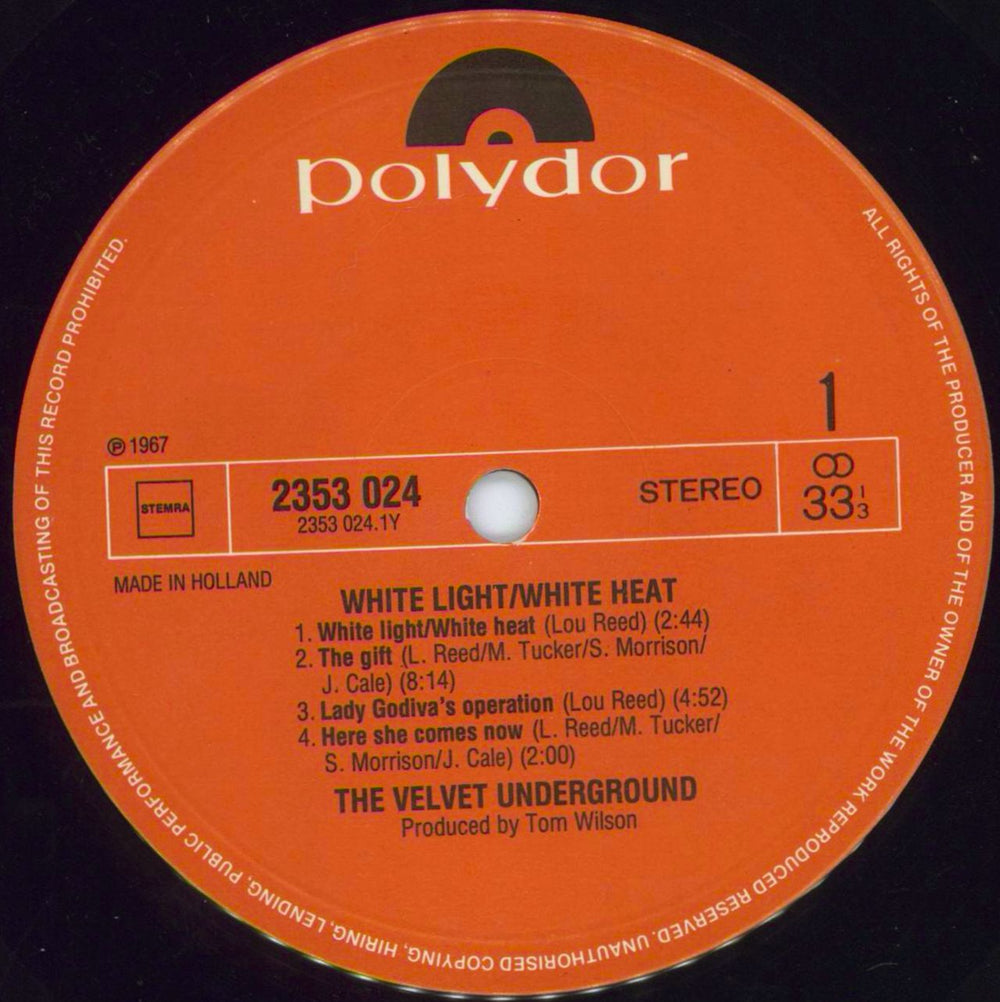 polydor
ALL RIGHTS OF THE PRODUCER AND OF THE OWNER OF THE WORK REPRODUCED RESERVED. UNAUTHORISED COPYING, HIRING, LENDING, PUBLIC PERFORMANCE AND BROADCASTING OF THIS RECORD PROHIBITED.
1
℗ 1967
STEMRA
2353 024
2353 024.1Y
STEREO
33 1/3
MADE IN HOLLAND
WHITE LIGHT/WHITE HEAT
1. White light/White heat (Lou Reed) (2:44)
2. The gift (L. Reed/M. Tucker/S. Morrison/
J. Cale) (8:14)
3. Lady Godiva's operation (Lou Reed) (4:52)
4. Here she comes now (L. Reed/M. Tucker/
S. Morrison/J. Cale) (2:00)
THE VELVET UNDERGROUND
Produced by Tom Wilson